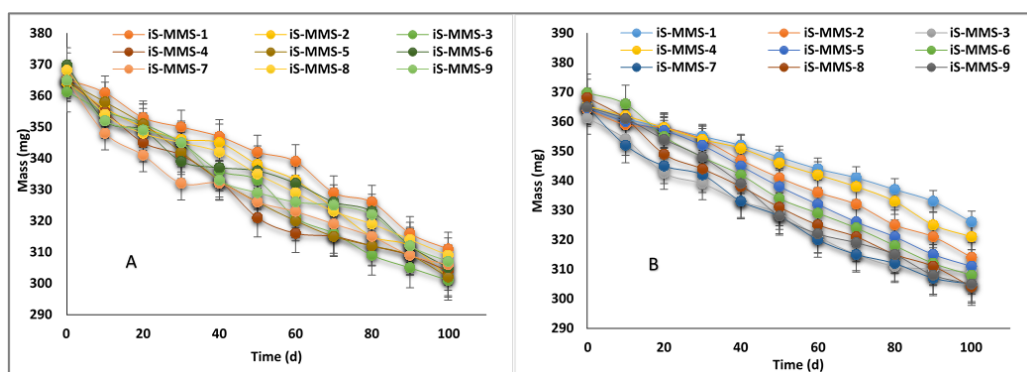 380
370
360
350
340
330
320
310
300
290
Mass (mg)
iS-MMS-1 iS-MMS-2 iS-MMS-3
iS-MMS-4 iS-MMS-5 iS-MMS-6
iS-MMS-7 iS-MMS-8 iS-MMS-9
A
0 20 40 60 80 100
Time (d)
390
380
370
360
350
340
330
320
310
300
290
Mass (mg)
iS-MMS-1 iS-MMS-2 iS-MMS-3
iS-MMS-4 iS-MMS-5 iS-MMS-6
iS-MMS-7 iS-MMS-8 iS-MMS-9
B
0 20 40 60 80 100
Time (d)